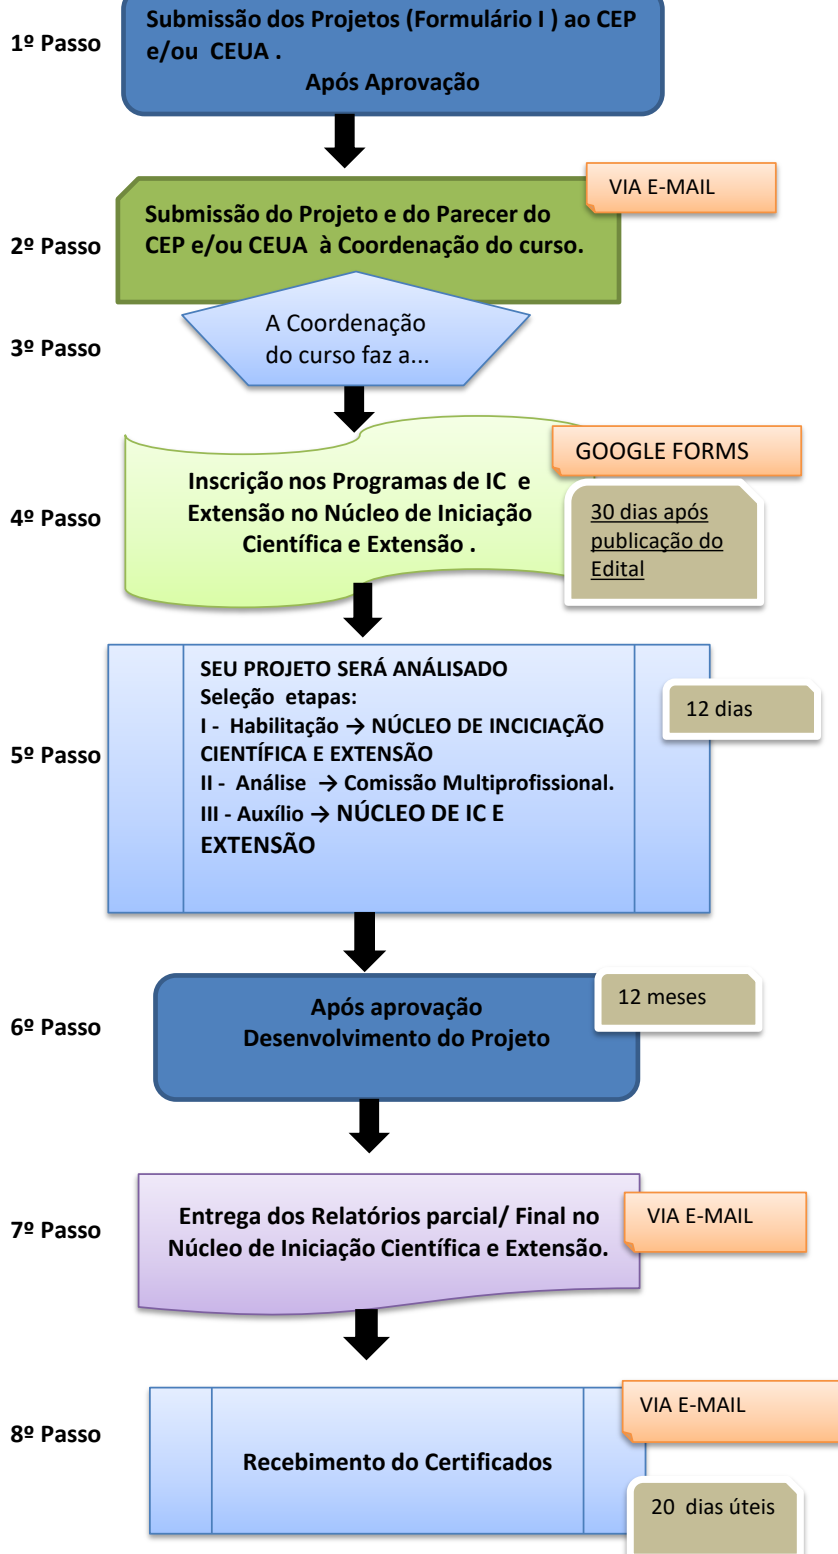 1º Passo
Submissão dos Projetos (Formulário I ) ao CEP
e/ou CEUA .
Após Aprovação
2º Passo
VIA E-MAIL
Submissão do Projeto e do Parecer do
CEP e/ou CEUA à Coordenação do curso.
3º Passo
A Coordenação
do curso faz a...
4º Passo
GOOGLE FORMS
Inscrição nos Programas de IC e
Extensão no Núcleo de Iniciação
Científica e Extensão .
30 dias após
publicação do
Edital
5º Passo
SEU PROJETO SERÁ ANÁLISADO
Seleção etapas:
I - Habilitação → NÚCLEO DE INCICIAÇÃO
CIENTÍFICA E EXTENSÃO
II - Análise → Comissão Multiprofissional.
III - Auxílio → NÚCLEO DE IC E
EXTENSÃO
12 dias
6º Passo
Após aprovação
Desenvolvimento do Projeto
12 meses
7º Passo
Entrega dos Relatórios parcial/ Final no
Núcleo de Iniciação Científica e Extensão.
VIA E-MAIL
8º Passo
Recebimento do Certificados
VIA E-MAIL
20 dias úteis